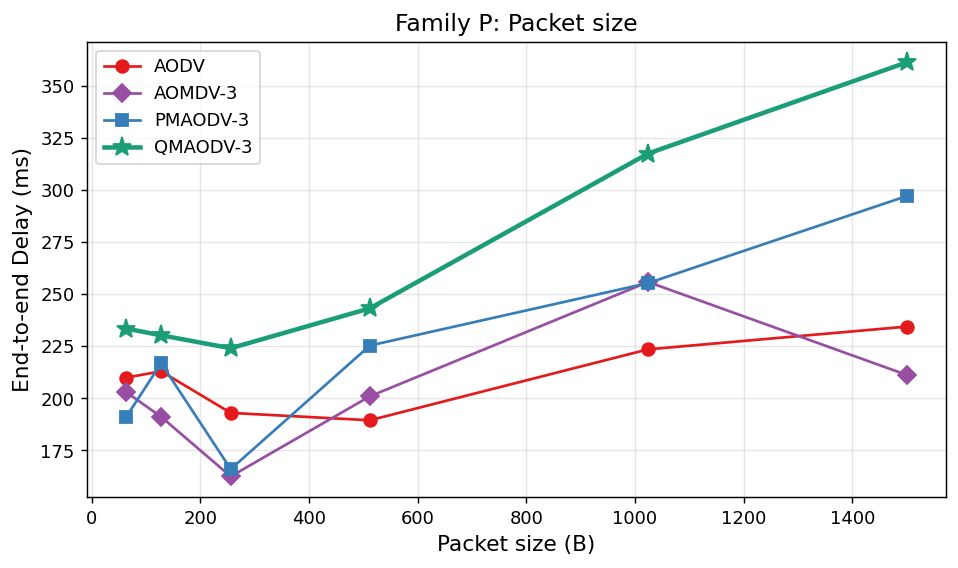 Family P: Packet size
AODV
AOMDV-3
PMAODV-3
QMAODV-3
End-to-end Delay (ms)
350
325
300
275
250
225
200
175
0 200 400 600 800 1000 1200 1400
Packet size (B)